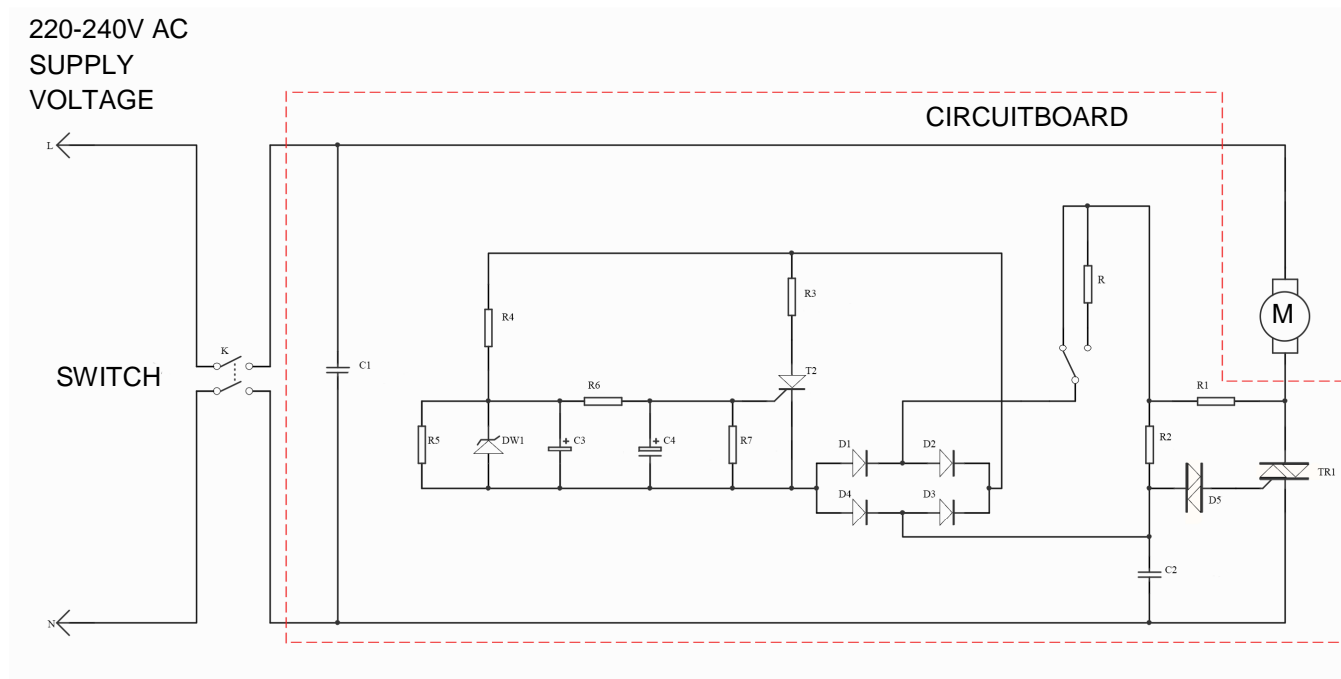 220-240V AC
SUPPLY
VOLTAGE
CIRCUITBOARD
L
R
R3
R4
M
K
SWITCH
C1
T2
R6
R1
R5
DW1
C3
C4
R7
D1
D2
R2
D4
D3
D5
TR1
C2
N
+
+